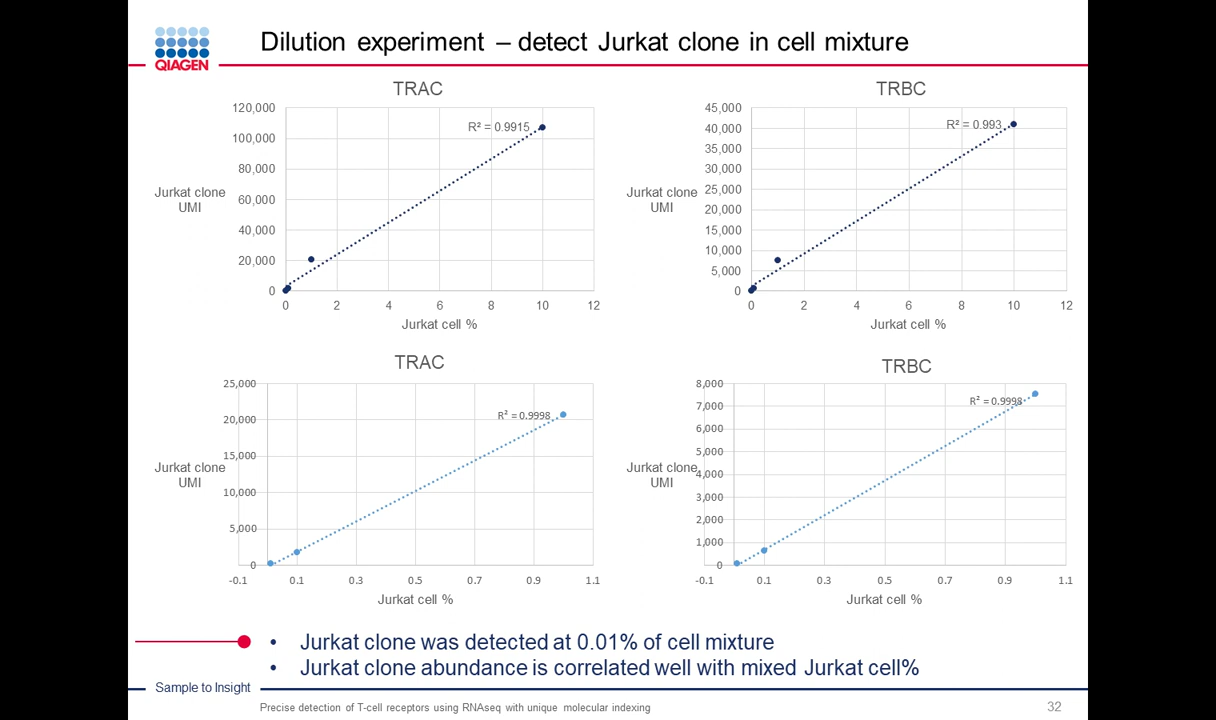 QIAGEN
Dilution experiment – detect Jurkat clone in cell mixture
TRAC
120,000
100,000
80,000
60,000
40,000
20,000
0
Jurkat clone
UMI
R² = 0.9915
0 2 4 6 8 10 12
Jurkat cell %
TRBC
45,000
40,000
35,000
30,000
25,000
20,000
15,000
10,000
5,000
0
Jurkat clone
UMI
R² = 0.993
0 2 4 6 8 10 12
Jurkat cell %
TRAC
25,000
20,000
15,000
10,000
5,000
0
Jurkat clone
UMI
R² = 0.9998
-0.1 0.1 0.3 0.5 0.7 0.9 1.1
Jurkat cell %
TRBC
8,000
7,000
6,000
5,000
4,000
3,000
2,000
1,000
0
Jurkat clone
UMI
R² = 0.9998
-0.1 0.1 0.3 0.5 0.7 0.9 1.1
Jurkat cell %
• Jurkat clone was detected at 0.01% of cell mixture
• Jurkat clone abundance is correlated well with mixed Jurkat cell%
Sample to Insight
Precise detection of T-cell receptors using RNAseq with unique molecular indexing
32